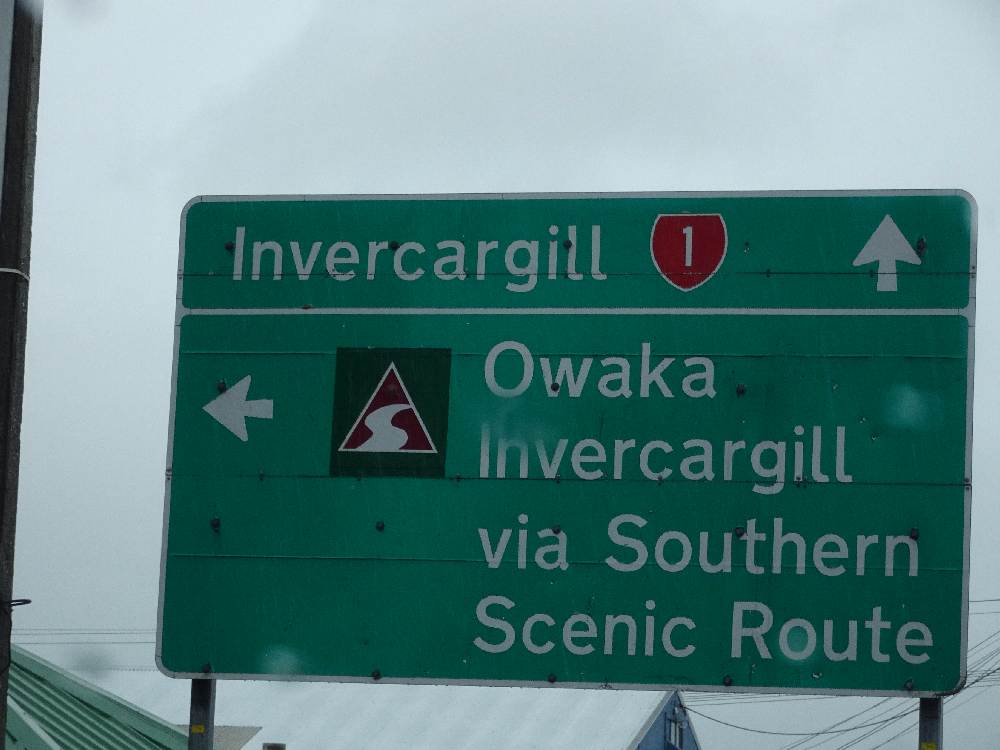 Invercargill 1
Owaka
Invercargill
via Southern
Scenic Route